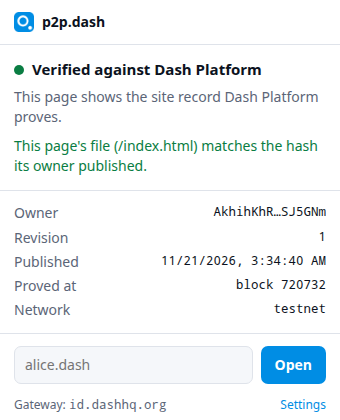 p2p.dash
Verified against Dash Platform
This page shows the site record Dash Platform
proves.
This page's file (/index.html) matches the hash
its owner published.
Owner AkhihKhR…SJ5GNm
Revision 1
Published 11/21/2026, 3:34:40 AM
Proved at block 720732
Network testnet
alice.dash Open
Gateway: id.dashhq.org Settings